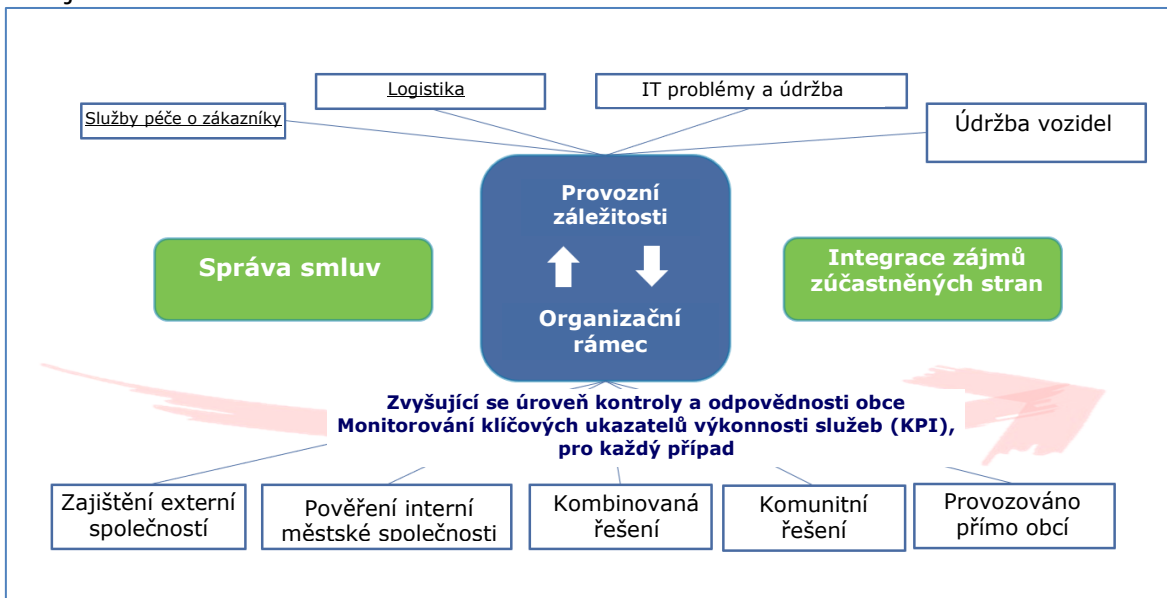 Logistika
IT problémy a údržba
Služby péče o zákazníky
Údržba vozidel
Provozní
záležitosti
Správa smluv
Integrace zájmů
zúčastněných stran
Organizační
rámec
Zvyšující se úroveň kontroly a odpovědnosti obce
Monitorování klíčových ukazatelů výkonnosti služeb (KPI),
pro každý případ
Zajištění externí
společností
Pověření interní
městské společnosti
Kombinovaná
řešení
Komunitní
řešení
Provozováno
přímo obcí